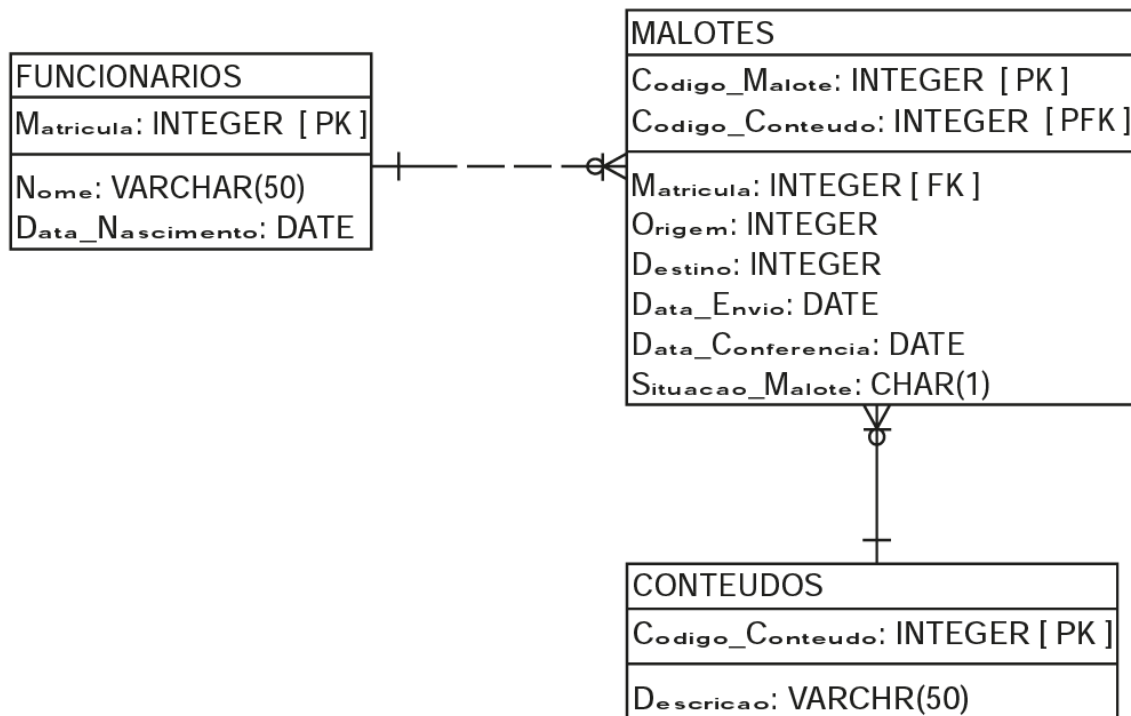 FUNCIONARIOS
Matricula: INTEGER [ PK ]
Nome: VARCHAR(50)
Data_Nascimento: DATE
MALOTES
Codigo_Malote: INTEGER [ PK ]
Codigo_Conteudo: INTEGER [ PFK ]
Matricula: INTEGER [ FK ]
Origem: INTEGER
Destino: INTEGER
Data_Envio: DATE
Data_Conferencia: DATE
Situacao_Malote: CHAR(1)
CONTEUDOS
Codigo_Conteudo: INTEGER [ PK ]
Descricao: VARCHR(50)